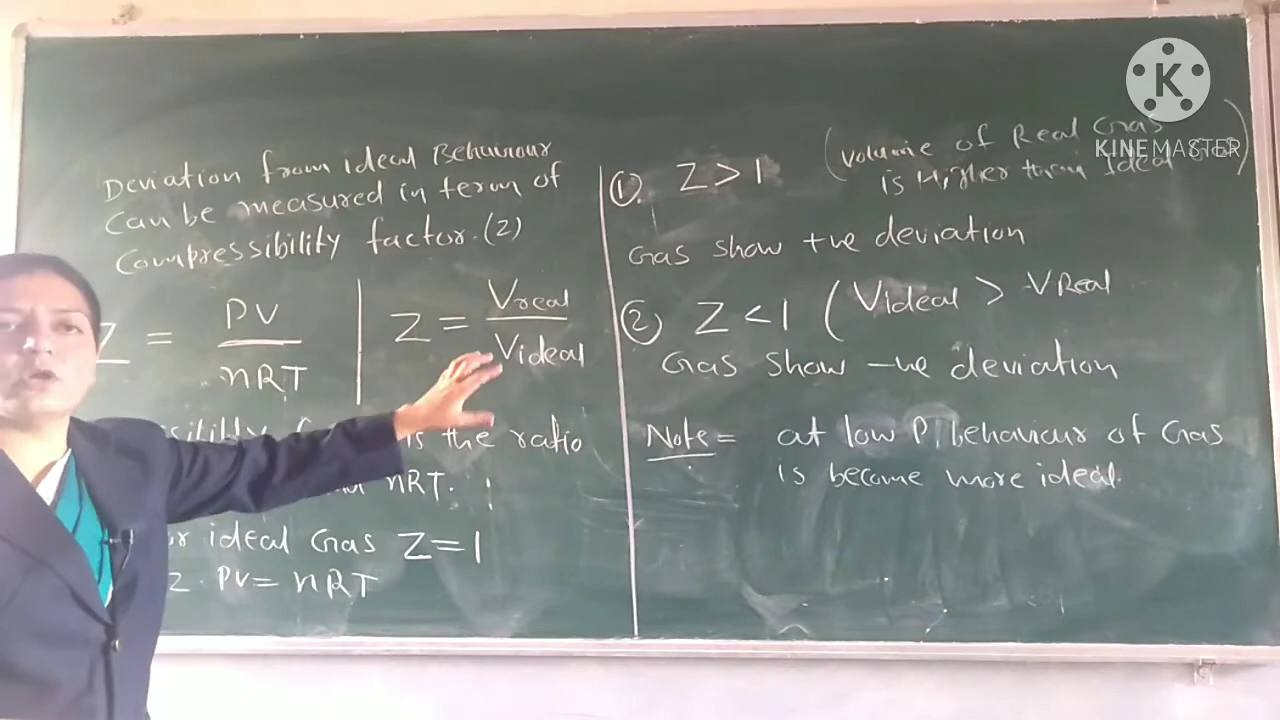 Deviation from ideal Behaviour
Can be measured in term of
Compressibility factor. (Z)
Z = PV / nRT
Z = Vreal / Videal
is the ratio
nRT.
ideal Gas Z=1
PV = nRT
①. Z > 1 (Volume of Real Gas
is Higher than Ideal Gas)
Gas show +ve deviation
② Z < 1 ( Videal > VReal
Gas show -ve deviation
Note = at low P, behaviour of Gas
is become more ideal.
K
KINEMASTER